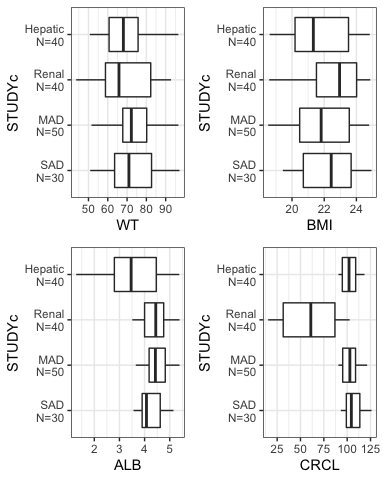 STUDYc
Hepatic
N=40
Renal
N=40
MAD
N=50
SAD
N=30
50 60 70 80 90
WT
STUDYc
Hepatic
N=40
Renal
N=40
MAD
N=50
SAD
N=30
20 22 24
BMI
STUDYc
Hepatic
N=40
Renal
N=40
MAD
N=50
SAD
N=30
2 3 4 5
ALB
STUDYc
Hepatic
N=40
Renal
N=40
MAD
N=50
SAD
N=30
25 50 75 100 125
CRCL